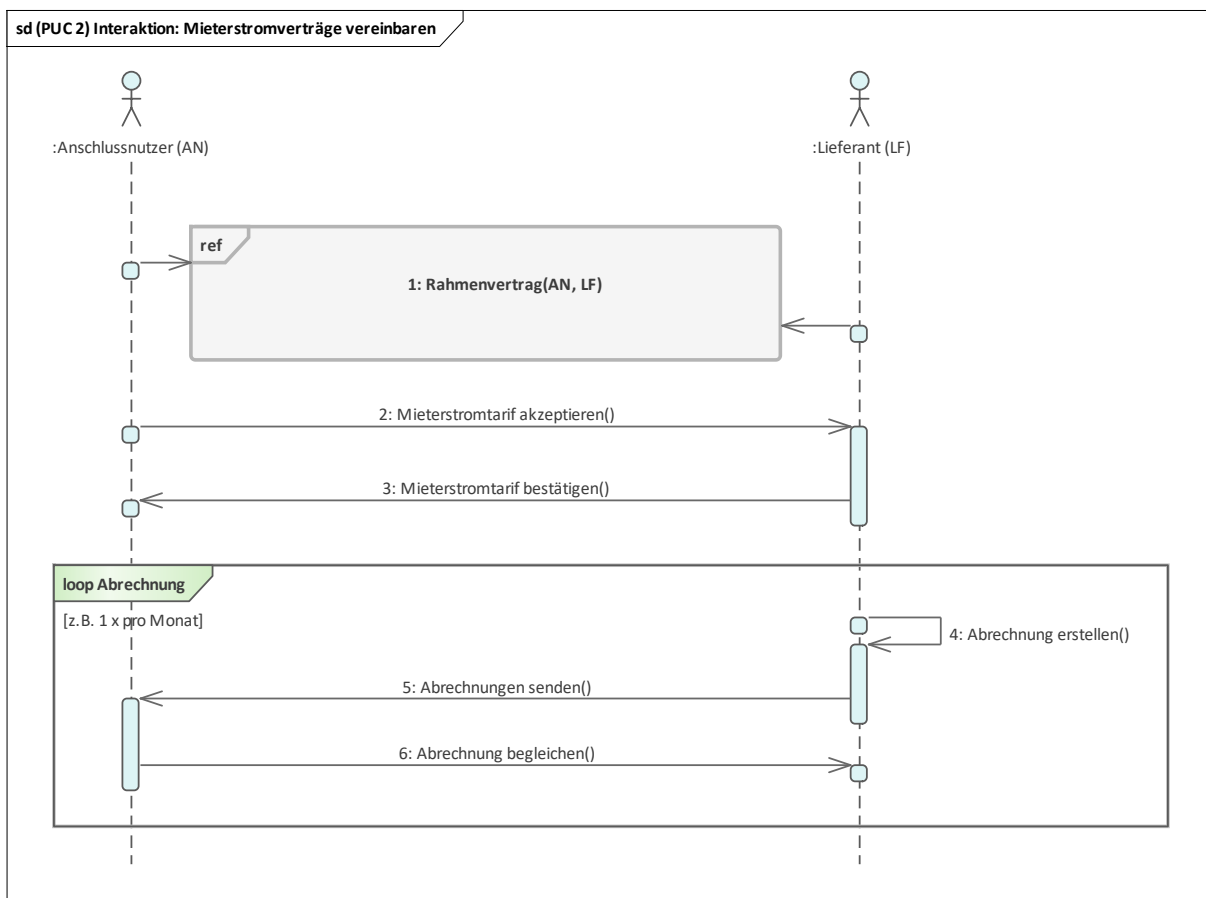 sd (PUC 2) Interaktion: Mieterstromverträge vereinbaren
:Anschlussnutzer (AN)
:Lieferant (LF)
ref
1: Rahmenvertrag(AN, LF)
2: Mieterstromtarif akzeptieren()
3: Mieterstromtarif bestätigen()
loop Abrechnung
[z.B. 1 x pro Monat]
4: Abrechnung erstellen()
5: Abrechnungen senden()
6: Abrechnung begleichen()